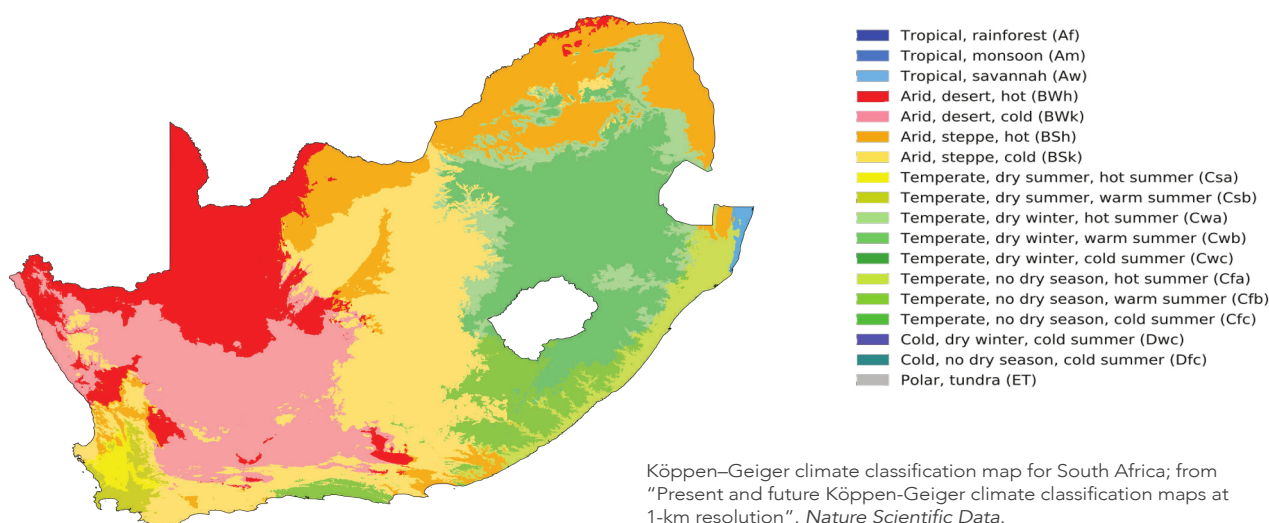 Tropical, rainforest (Af)
Tropical, monsoon (Am)
Tropical, savannah (Aw)
Arid, desert, hot (BWh)
Arid, desert, cold (BWk)
Arid, steppe, hot (BSh)
Arid, steppe, cold (BSk)
Temperate, dry summer, hot summer (Csa)
Temperate, dry summer, warm summer (Csb)
Temperate, dry winter, hot summer (Cwa)
Temperate, dry winter, warm summer (Cwb)
Temperate, dry winter, cold summer (Cwc)
Temperate, no dry season, hot summer (Cfa)
Temperate, no dry season, warm summer (Cfb)
Temperate, no dry season, cold summer (Cfc)
Cold, dry winter, cold summer (Dwc)
Cold, no dry season, cold summer (Dfc)
Polar, tundra (ET)
Köppen–Geiger climate classification map for South Africa; from
“Present and future Köppen-Geiger climate classification maps at
1-km resolution”. Nature Scientific Data.